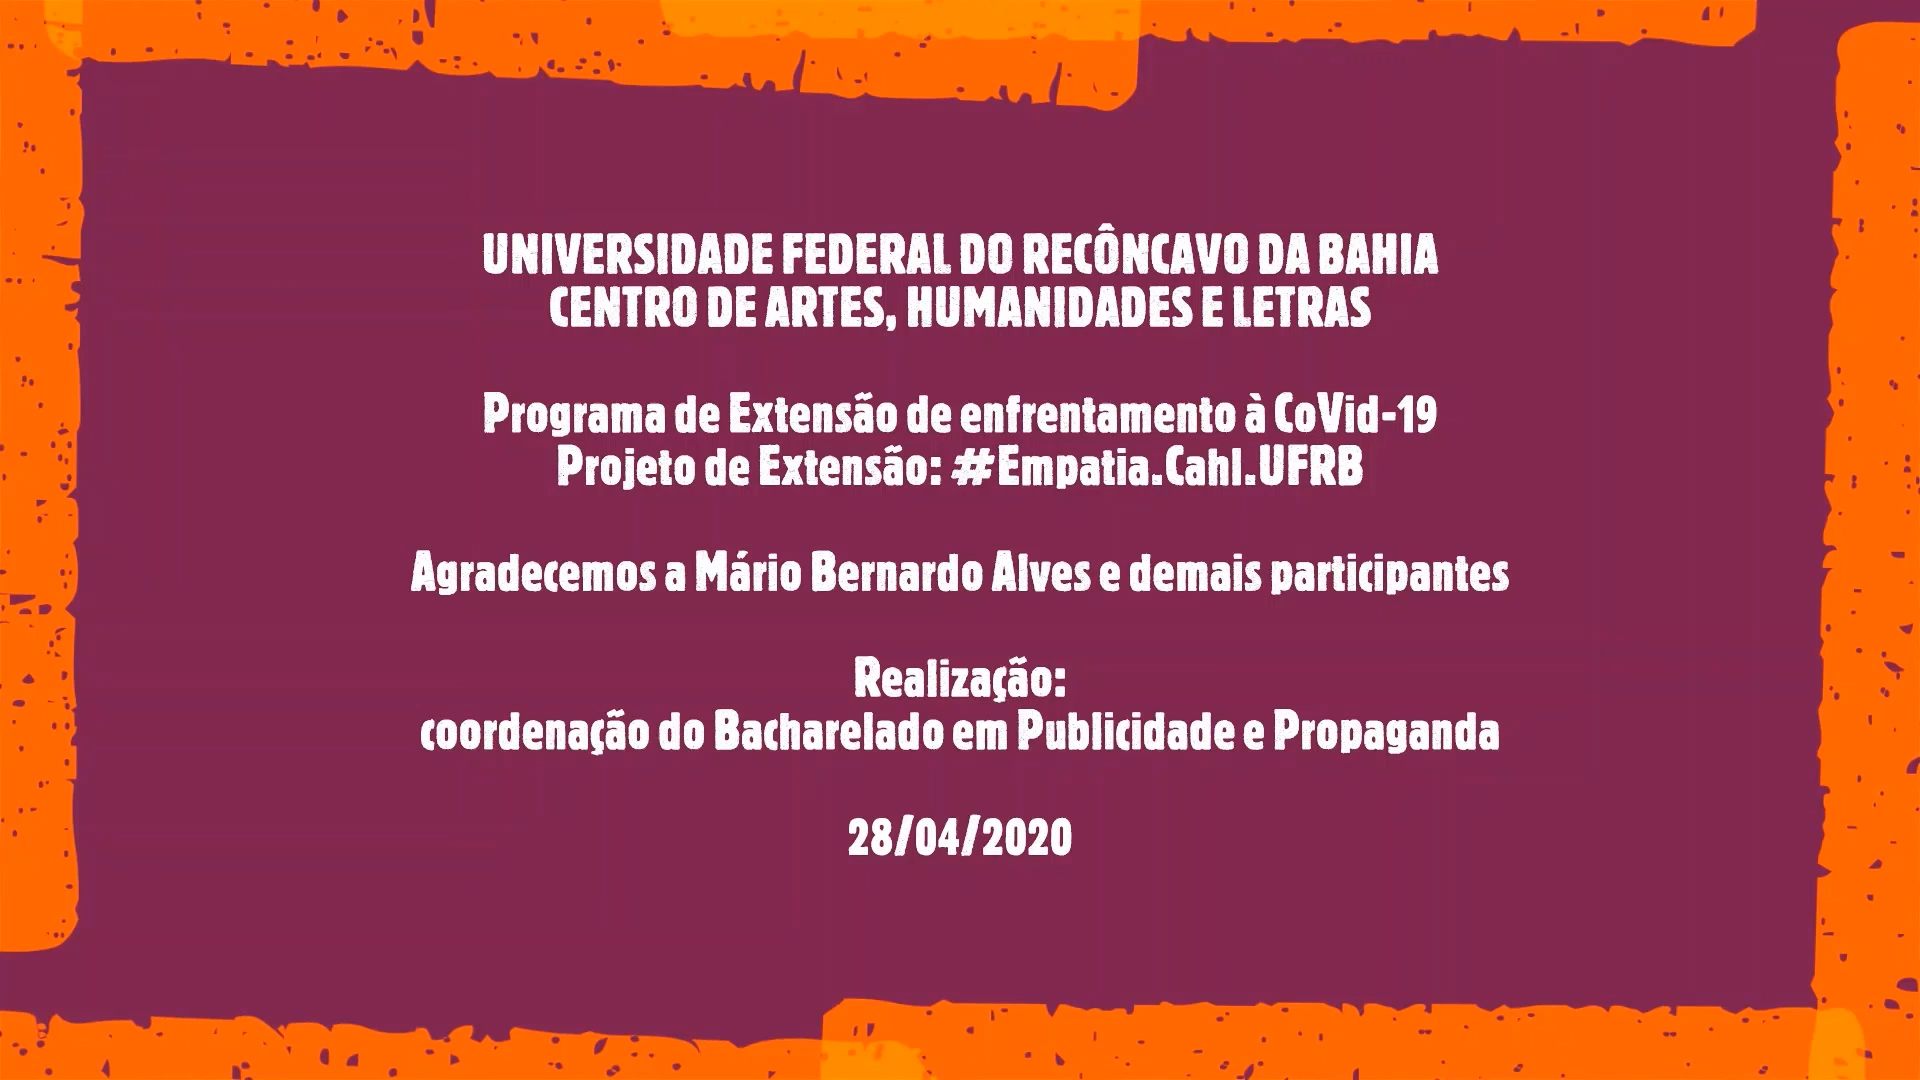 UNIVERSIDADE FEDERAL DO RECÔNCAVO DA BAHIA
CENTRO DE ARTES, HUMANIDADES E LETRAS
Programa de Extensão de enfrentamento à CoVid-19
Projeto de Extensão: #Empatia.Cahl.UFRB
Agradecemos a Mário Bernardo Alves e demais participantes
Realização:
coordenação do Bacharelado em Publicidade e Propaganda
28/04/2020